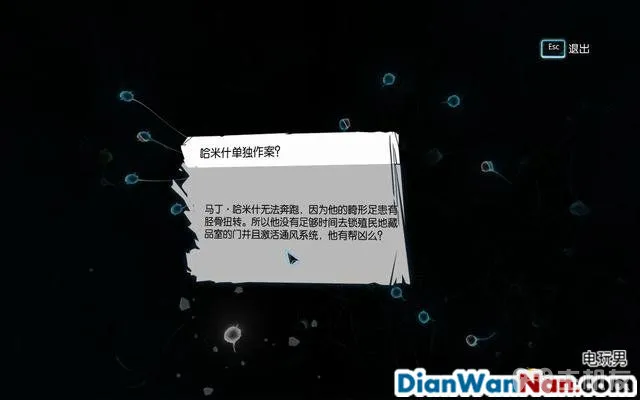 Esc 退出
哈米什单独作案？
马丁·哈米什无法奔跑，因为他的畸形足患有
胫骨扭转。所以他没有足够时间去锁殖民地藏
品室的门并且激活通风系统，他有帮凶么？
电玩男
DianWanNan.com